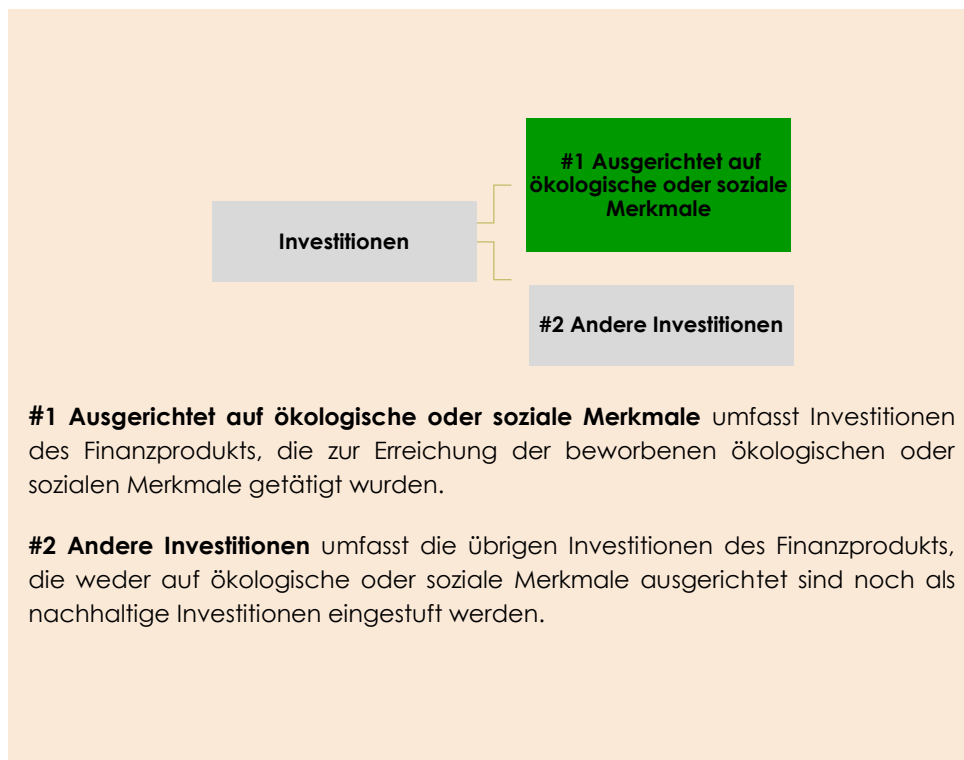 #1 Ausgerichtet auf
ökologische oder soziale
Merkmale
Investitionen
#2 Andere Investitionen
#1 Ausgerichtet auf ökologische oder soziale Merkmale umfasst Investitionen
des Finanzprodukts, die zur Erreichung der beworbenen ökologischen oder
sozialen Merkmale getätigt wurden.
#2 Andere Investitionen umfasst die übrigen Investitionen des Finanzprodukts,
die weder auf ökologische oder soziale Merkmale ausgerichtet sind noch als
nachhaltige Investitionen eingestuft werden.